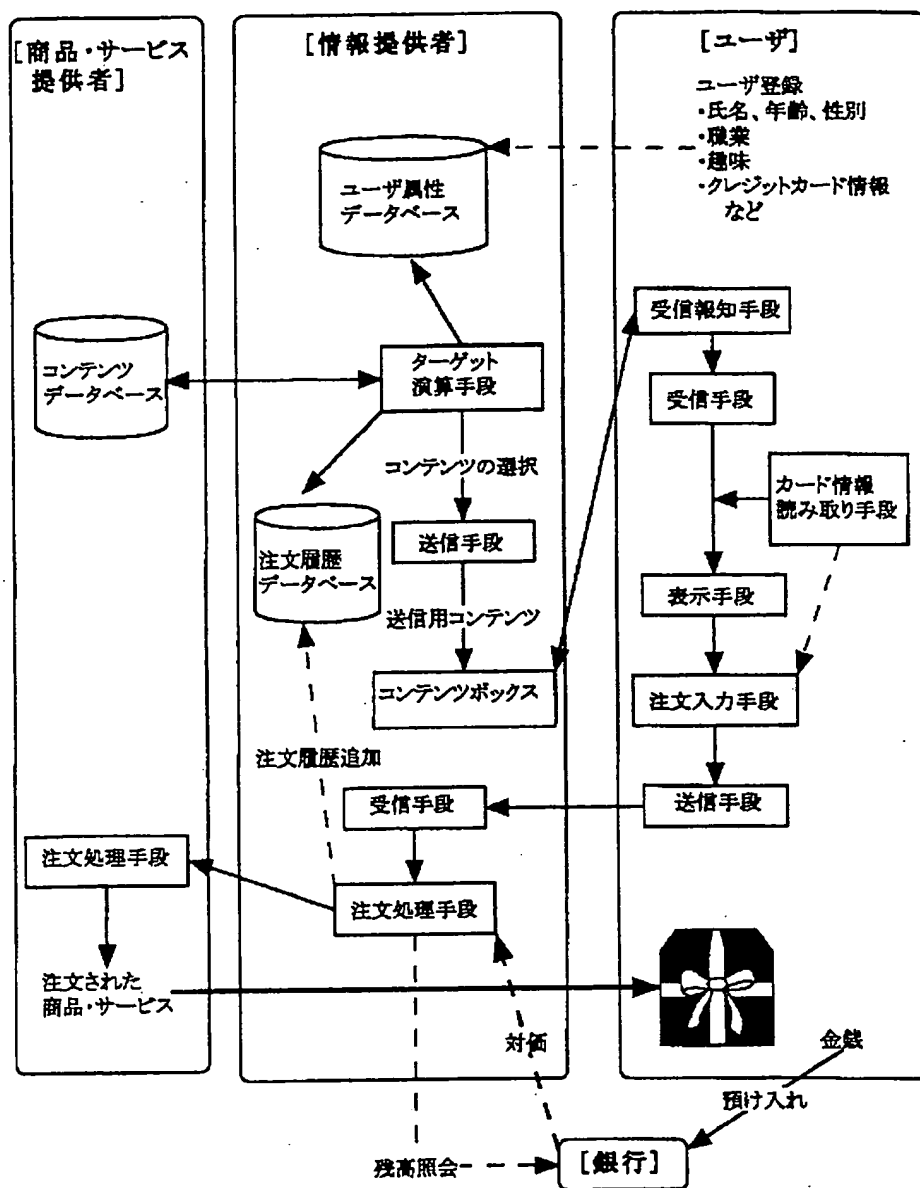 [商品・サービス
提供者]
コンテンツ
データベース
注文処理手段
注文された
商品・サービス
[情報提供者]
ユーザ属性
データベース
ターゲット
演算手段
コンテンツの選択
送信手段
注文履歴
データベース
送信用コンテンツ
コンテンツボックス
注文履歴追加
受信手段
注文処理手段
対価
残高照会
[銀行]
[ユーザ]
ユーザ登録
・氏名、年齢、性別
・職業
・趣味
・クレジットカード情報
など
受信報知手段
受信手段
カード情報
読み取り手段
表示手段
注文入力手段
送信手段
金銭
預け入れ